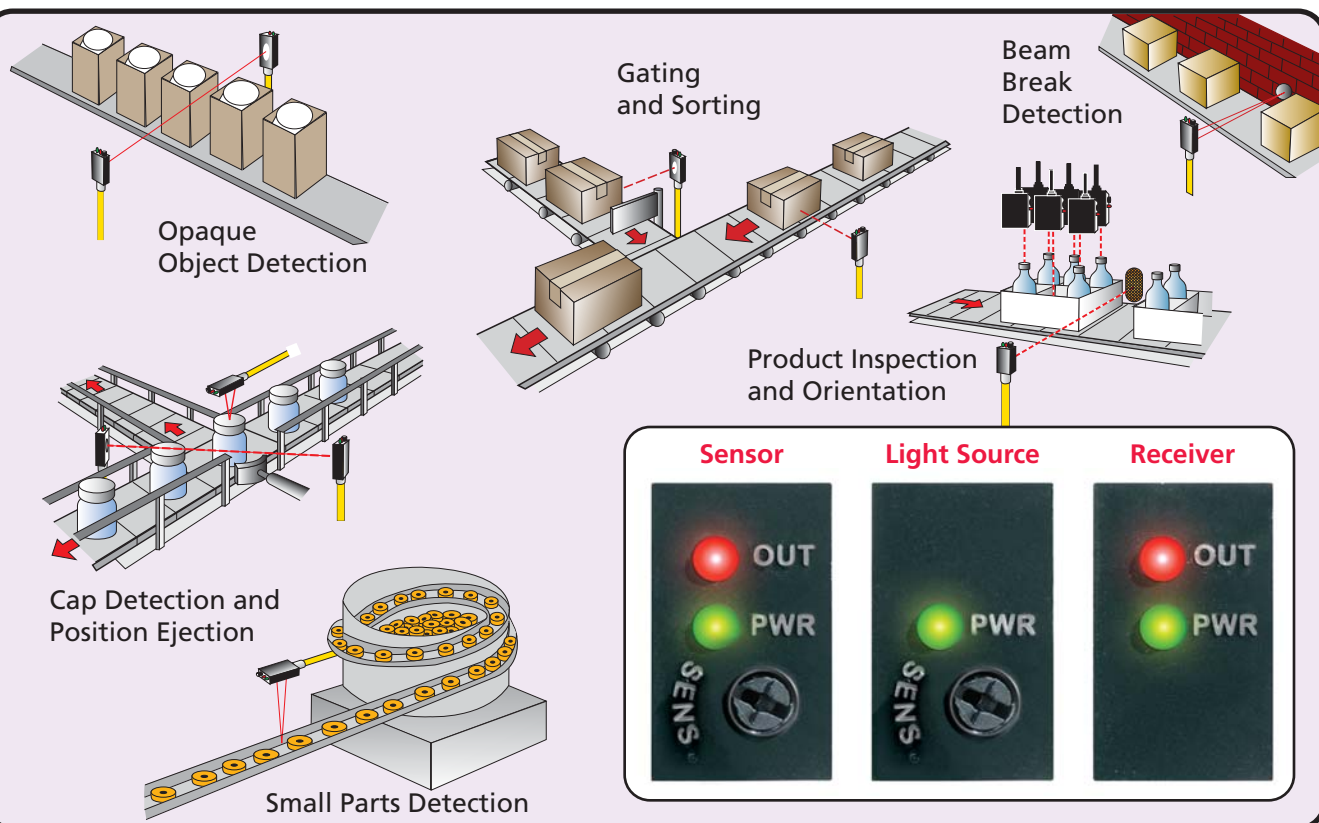 Opaque
Object Detection
Gating
and Sorting
Beam
Break
Detection
Product Inspection
and Orientation
Cap Detection and
Position Ejection
Small Parts Detection
Sensor
OUT
PWR
SENS
Light Source
PWR
SENS
Receiver
OUT
PWR